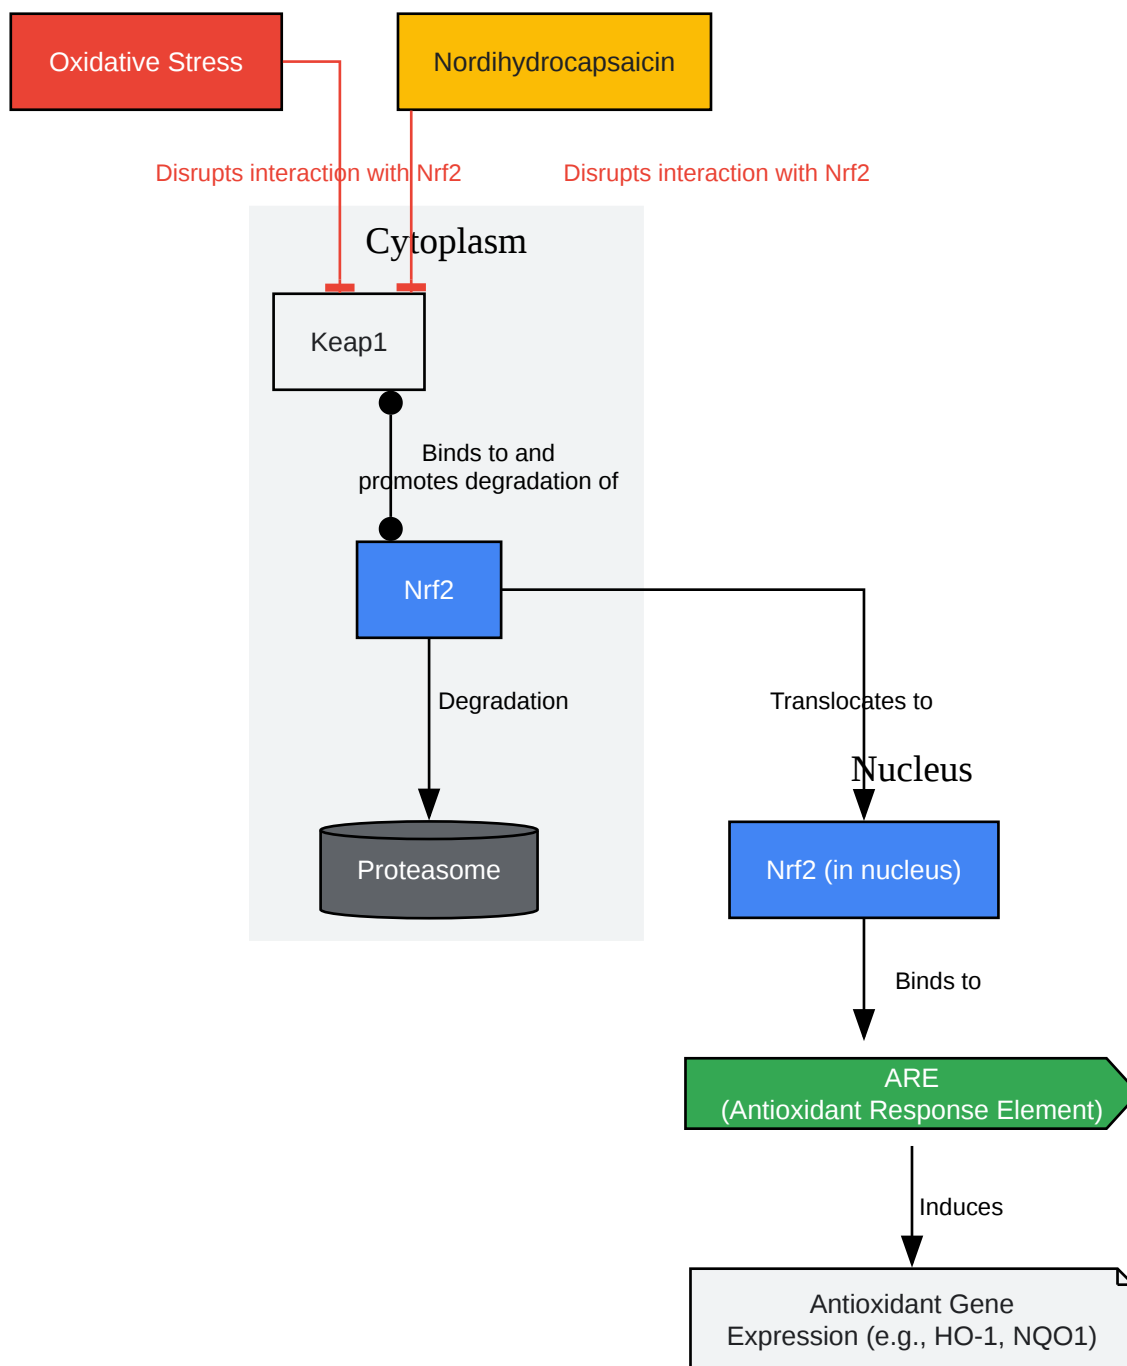 Oxidative Stress
Nordihydrocapsaicin
Disrupts interaction with Nrf2
Disrupts interaction with Nrf2
Cytoplasm
Keap1
Binds to and
promotes degradation of
Nrf2
Degradation
Translocates to
Nucleus
Proteasome
Nrf2 (in nucleus)
Binds to
ARE
(Antioxidant Response Element)
Induces
Antioxidant Gene
Expression (e.g., HO-1, NQO1)